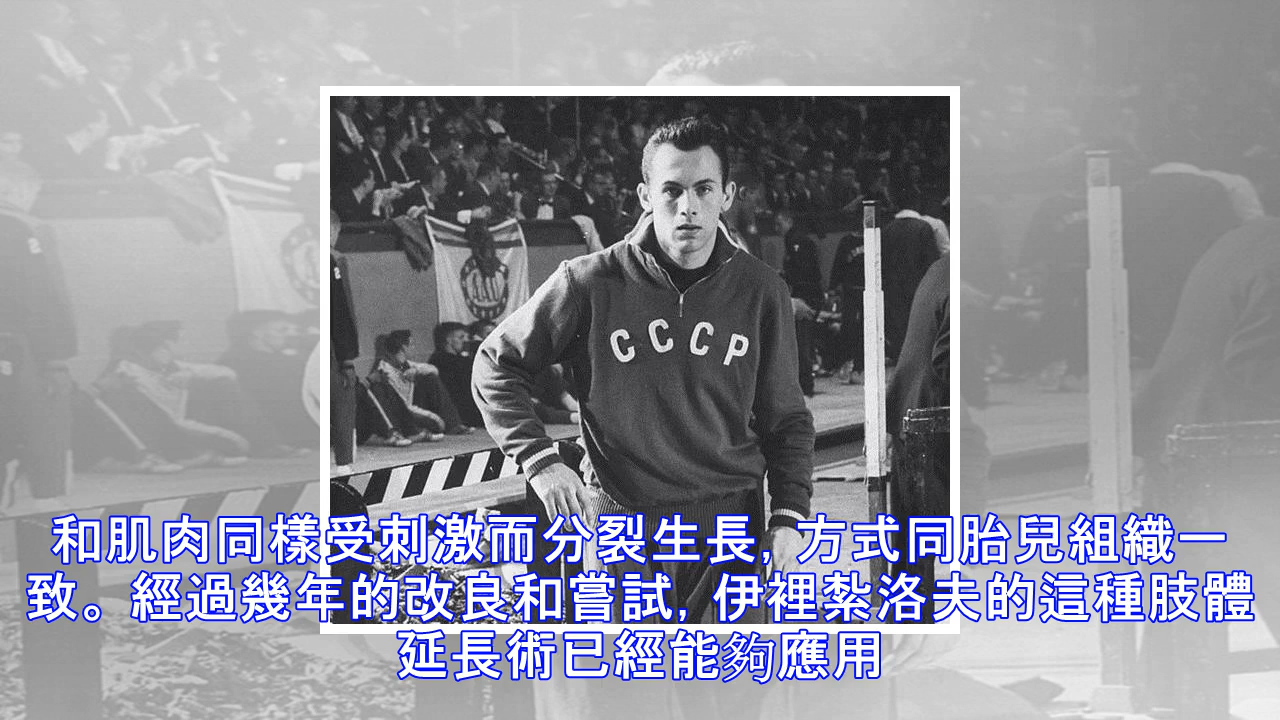 CCCP
和肌肉同樣受刺激而分裂生長, 方式同胎兒組織一
致。經過幾年的改良和嘗試, 伊裡紮洛夫的這種肢體
延長術已經能夠應用